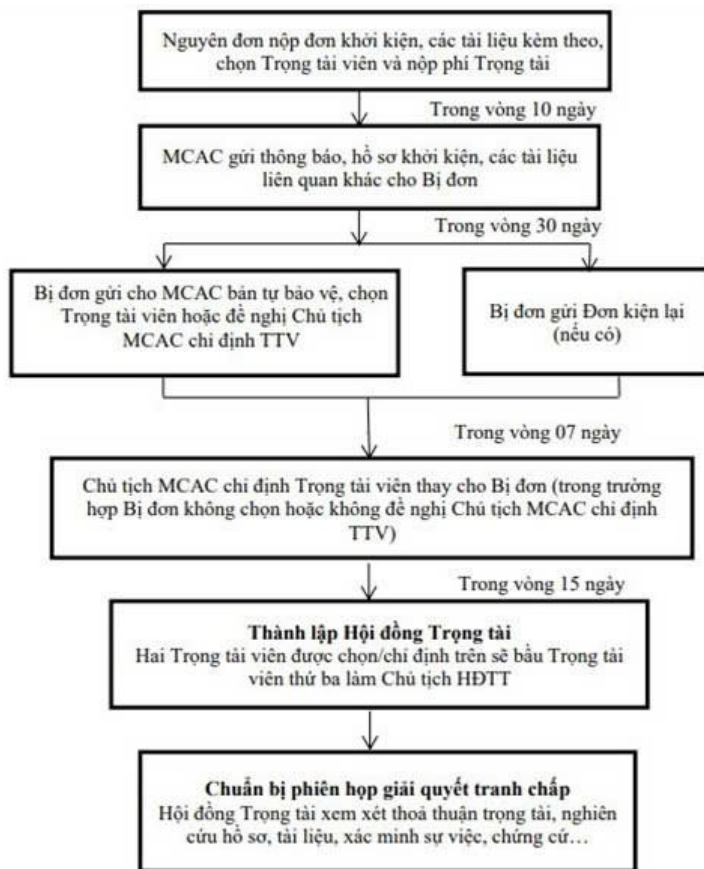 Nguyên đơn nộp đơn khởi kiện, các tài liệu kèm theo,
chọn Trọng tài viên và nộp phí Trọng tài
Trong vòng 10 ngày
MCAC gửi thông báo, hồ sơ khởi kiện, các tài liệu
liên quan khác cho Bị đơn
Trong vòng 30 ngày
Bị đơn gửi cho MCAC bản tự bảo vệ, chọn
Trọng tài viên hoặc đề nghị Chủ tịch
MCAC chỉ định TTV
Bị đơn gửi Đơn kiện lại
(nếu có)
Trong vòng 07 ngày
Chủ tịch MCAC chỉ định Trọng tài viên thay cho Bị đơn (trong trường
hợp Bị đơn không chọn hoặc không đề nghị Chủ tịch MCAC chỉ định
TTV)
Trong vòng 15 ngày
Thành lập Hội đồng Trọng tài
Hai Trọng tài viên được chọn/chỉ định trên sẽ bầu Trọng tài
viên thứ ba làm Chủ tịch HĐTT
Chuẩn bị phiên họp giải quyết tranh chấp
Hội đồng Trọng tài xem xét thoả thuận trọng tài, nghiên
cứu hồ sơ, tài liệu, xác minh sự việc, chứng cứ…